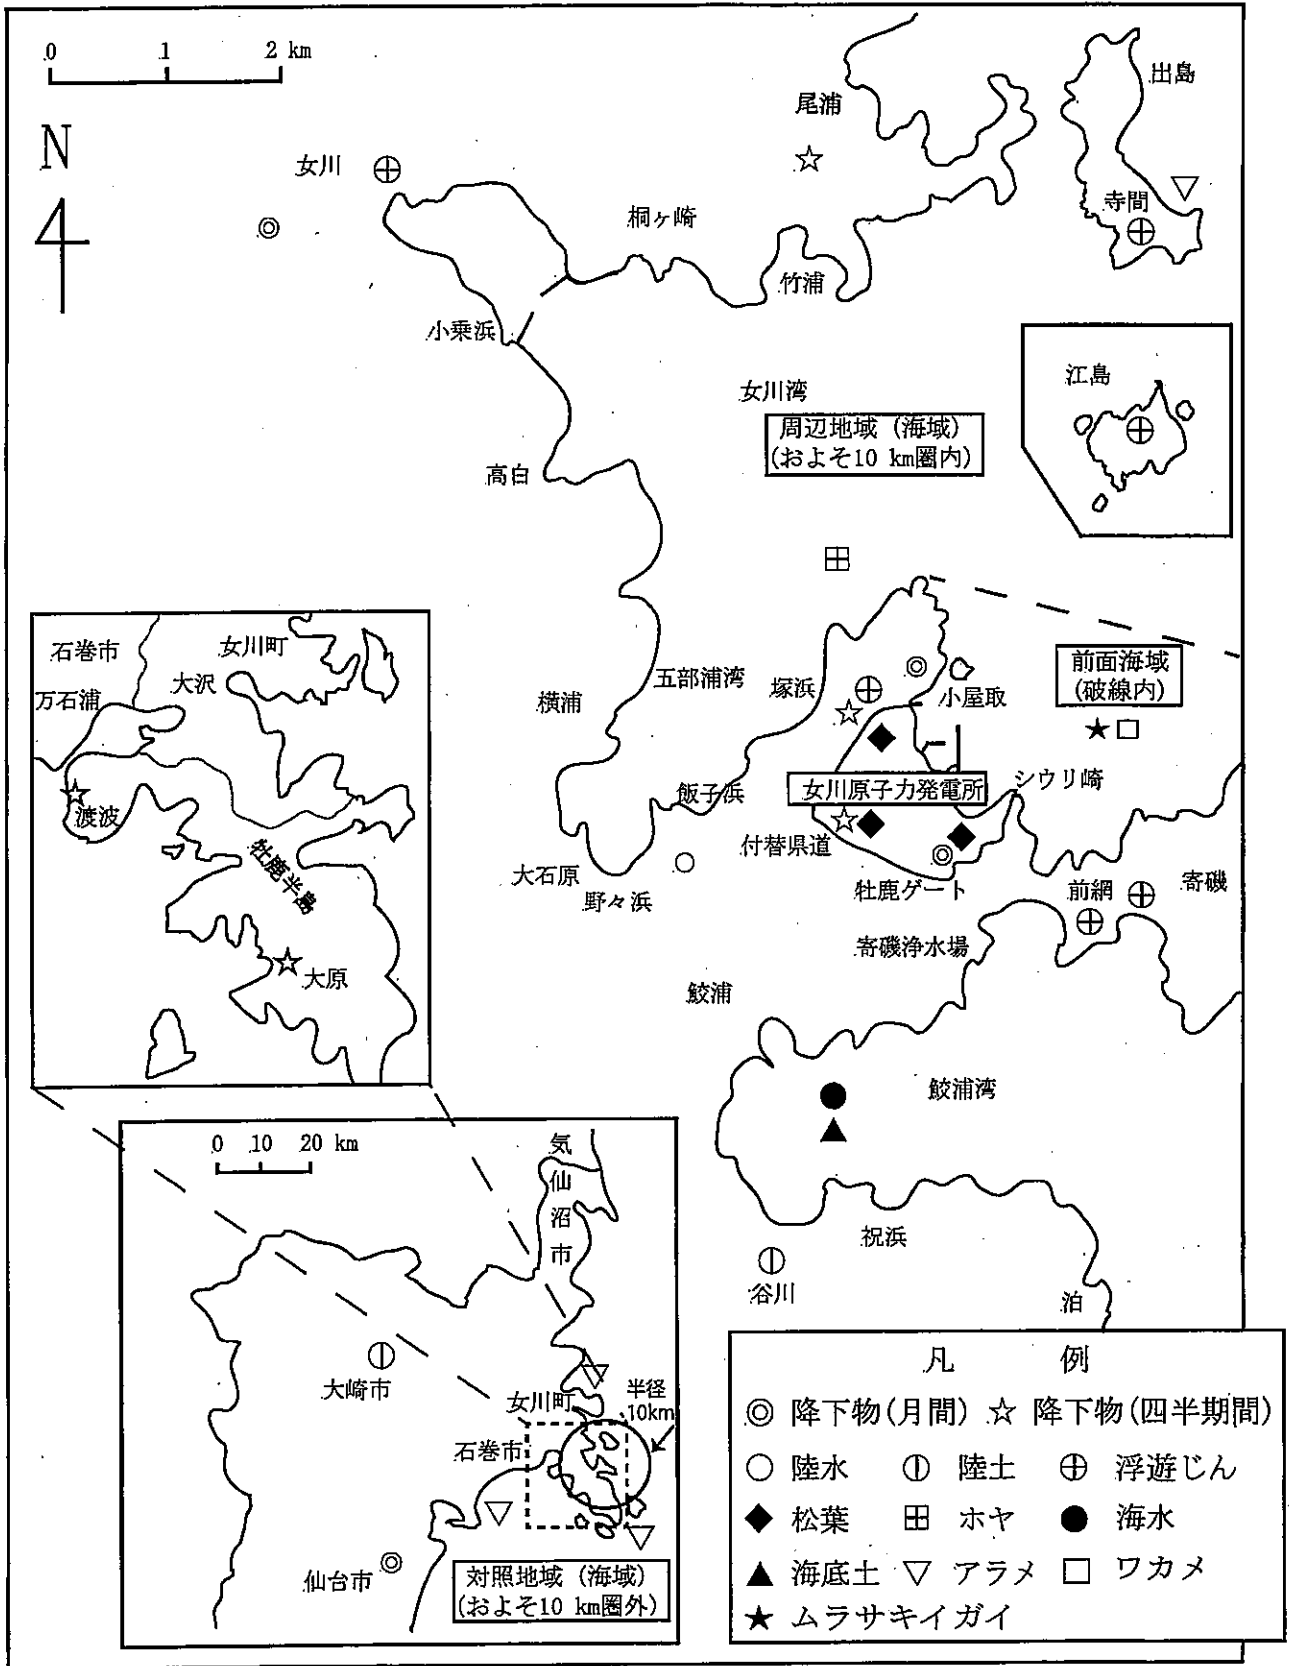 0 1 2 km
N
女川
尾浦
出島
寺間
桐ヶ崎
竹浦
小乗浜
女川湾
周辺地域（海域）
(およそ10 km圏内)
江島
高白
石巻市
女川町
大沢
万石浦
渡波
牡鹿半島
大原
横浦
五部浦湾
塚浜
小屋取
前面海域
(破線内)
飯子浜
女川原子力発電所
シウリ崎
付替県道
大石原
野々浜
牡鹿ゲート
前網
寄磯
寄磯浄水場
鮫浦
鮫浦湾
祝浜
谷川
泊
0 10 20 km
気仙沼市
大崎市
女川町
半径
10km
石巻市
仙台市
対照地域（海域）
(およそ10 km圏外)
凡 例
◎ 降下物(月間) ☆ 降下物(四半期間)
○ 陸水 ⦶ 陸土 ⊕ 浮遊じん
◆ 松葉 ⊞ ホヤ ● 海水
▲ 海底土 ▽ アラメ □ ワカメ
★ ムラサキイガイ